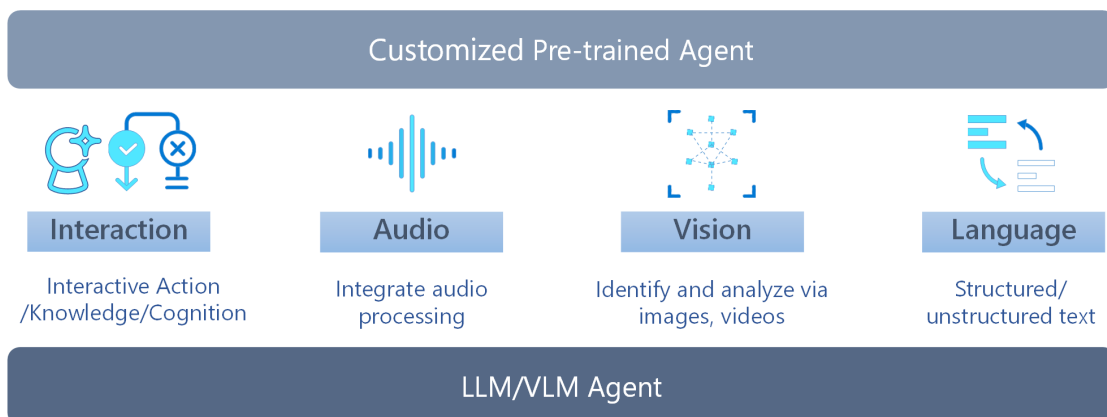 Customized Pre-trained Agent
Interaction
Audio
Vision
Language
Interactive Action
/Knowledge/Cognition
Integrate audio
processing
Identify and analyze via
images, videos
Structured/
unstructured text
LLM/VLM Agent